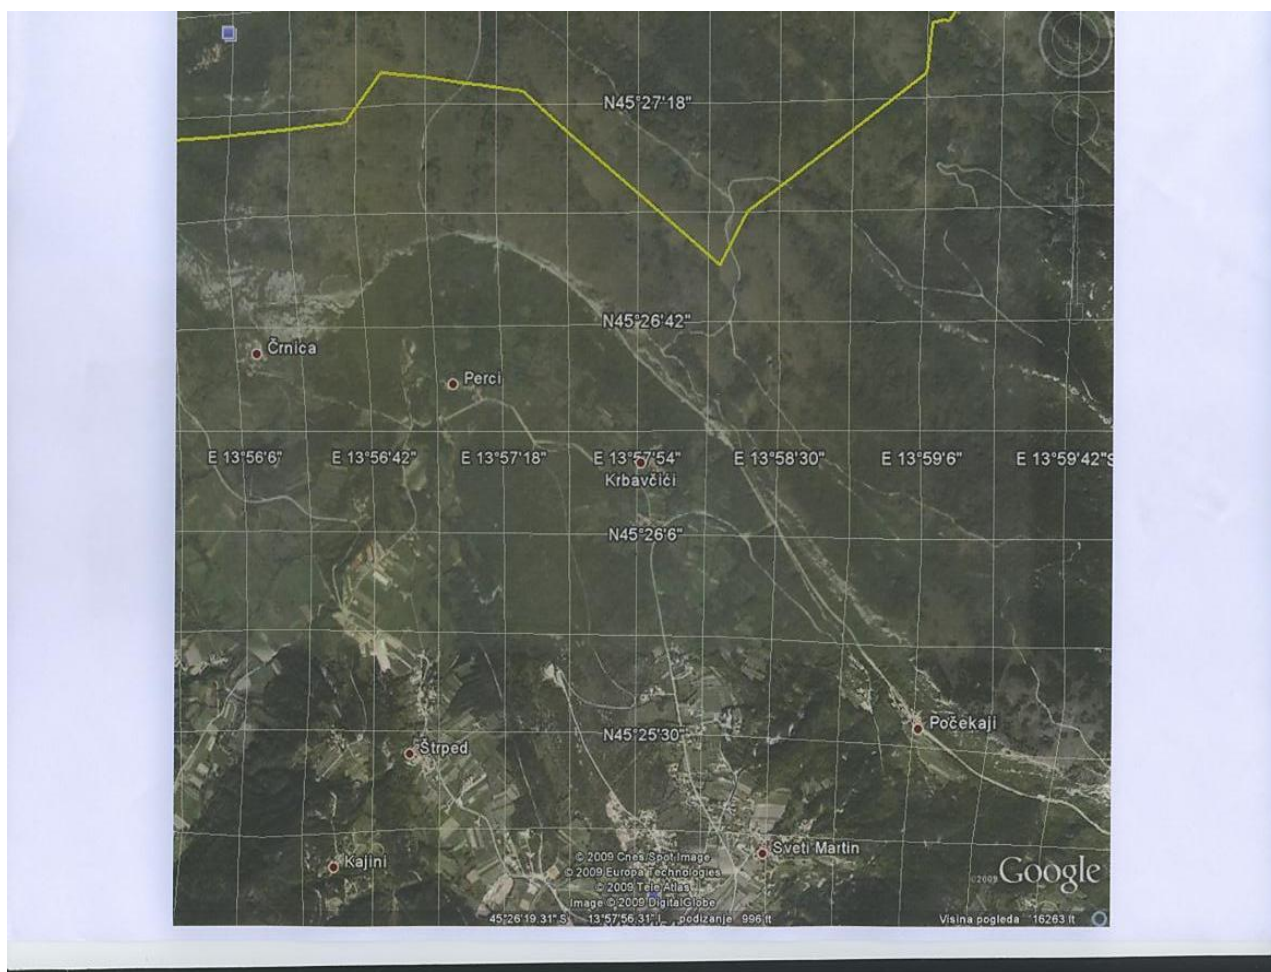 N45°27'18"
N45°26'42"
Črnica
Perci
E 13°56'6" E 13°56'42" E 13°57'18" E 13°57'54" E 13°58'30" E 13°59'6" E 13°59'42"
Krbavčići
N45°26'6"
Počekaji
N45°25'30"
Štrped
Sveti Martin
Kajini
© 2009 Cnes/Spot Image
© 2009 Europa Technologies
© 2009 Tele Atlas
Image © 2009 DigitalGlobe
©2009 Google
45°26'19.31" S 13°57'56.31" I podizanje 996 ft Visina pogleda 16263 ft